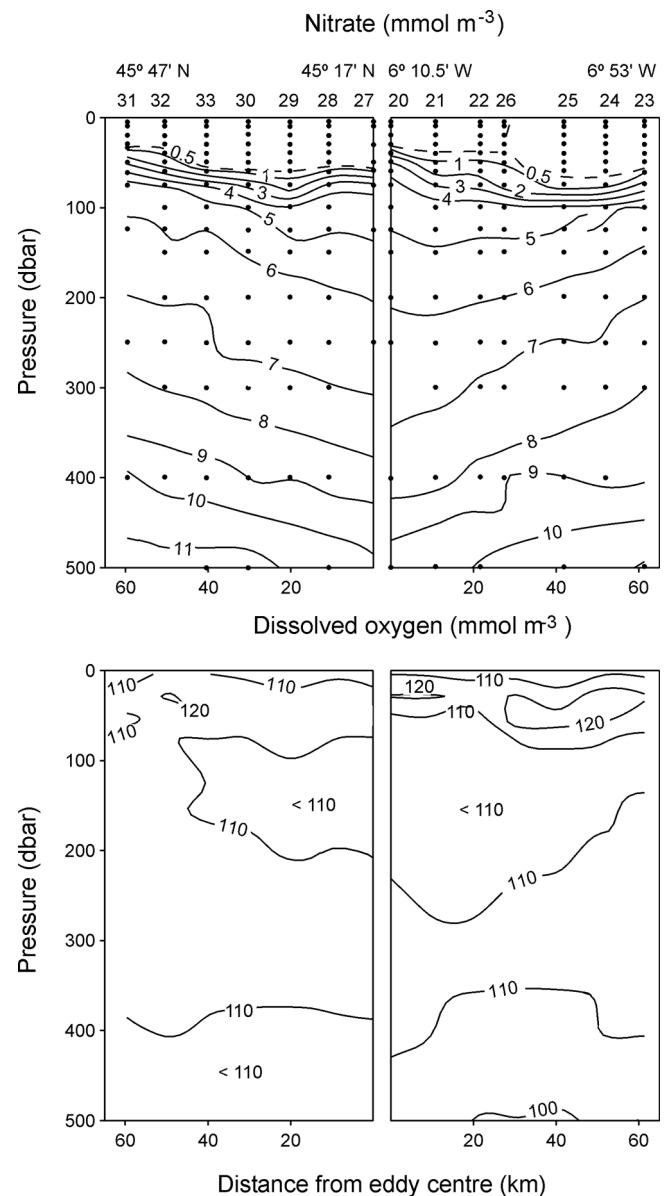 Nitrate (mmol m-3)
45º 47' N 45º 17' N 6º 10.5' W 6º 53' W
31 32 33 30 29 28 27 20 21 22 26 25 24 23
0
0.5 1 1 0.5
3 3 2
4 4
100
5 5
6
200
6
7 7
300
8 8
9 9
400
10
10
11
500
60 40 20 20 40 60
Pressure (dbar)
Dissolved oxygen (mmol m-3)
0
110 110 110
120
120 110
110 120
100
< 110 < 110
110
200
110
300
110
110
400
< 110
100
500
60 40 20 20 40 60
Pressure (dbar)
Distance from eddy centre (km)